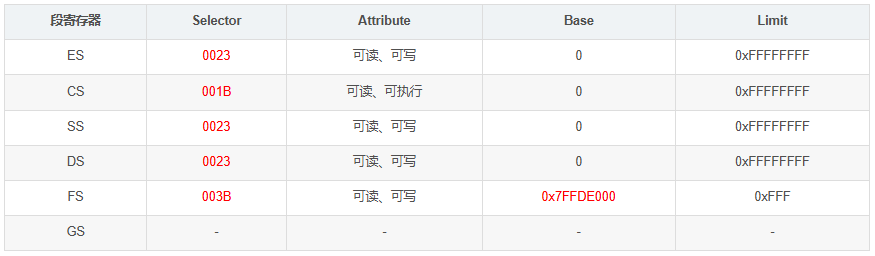 段寄存器 Selector Attribute Base Limit
ES 0023 可读、可写 0 0xFFFFFFFF
CS 001B 可读、可执行 0 0xFFFFFFFF
SS 0023 可读、可写 0 0xFFFFFFFF
DS 0023 可读、可写 0 0xFFFFFFFF
FS 003B 可读、可写 0x7FFDE000 0xFFF
GS - - - -